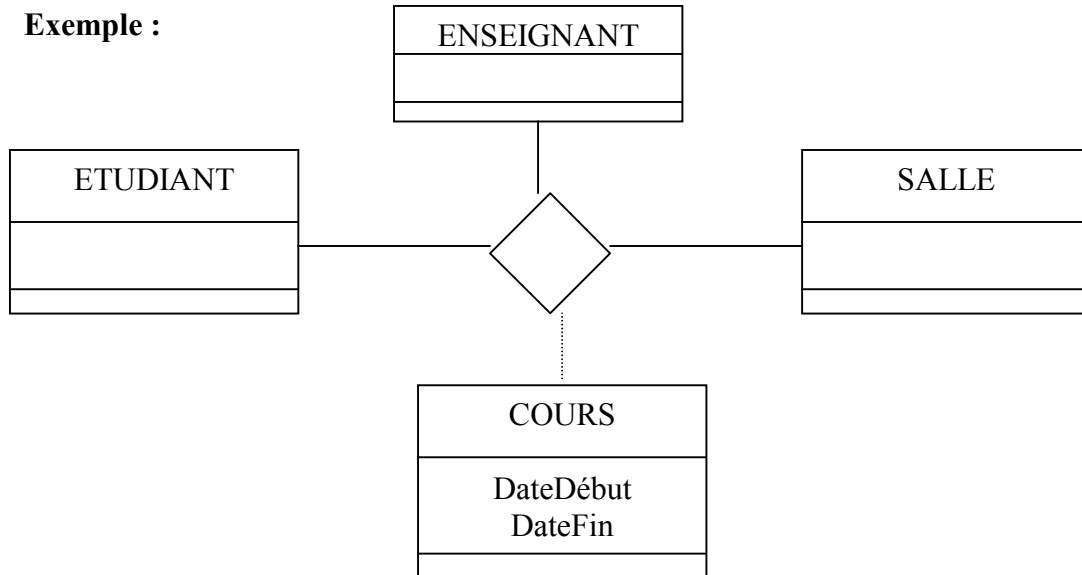 Exemple :
ENSEIGNANT
ETUDIANT
SALLE
COURS
DateDébut
DateFin